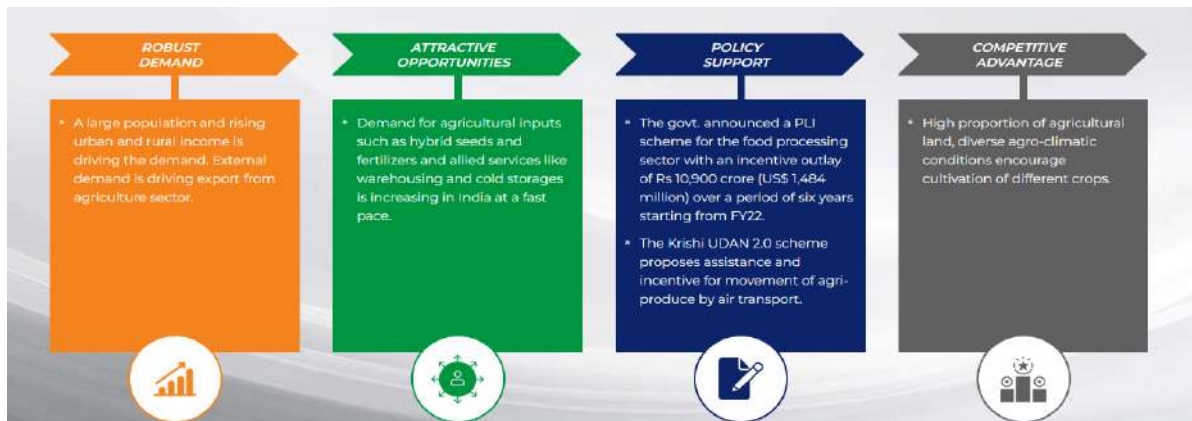 ROBUST
DEMAND
* A large population and rising
urban and rural income is
driving the demand. External
demand is driving export from
agriculture sector.
ATTRACTIVE
OPPORTUNITIES
* Demand for agricultural inputs
such as hybrid seeds and
fertilizers and allied services like
warehousing and cold storages
is increasing in India at a fast
pace.
POLICY
SUPPORT
* The govt. announced a PLI
scheme for the food processing
sector with an incentive outlay
of Rs 10,900 crore (US$ 1,484
million) over a period of six years
starting from FY22.
* The Krishi UDAN 2.0 scheme
proposes assistance and
incentive for movement of agri-
produce by air transport.
COMPETITIVE
ADVANTAGE
* High proportion of agricultural
land, diverse agro-climatic
conditions encourage
cultivation of different crops.